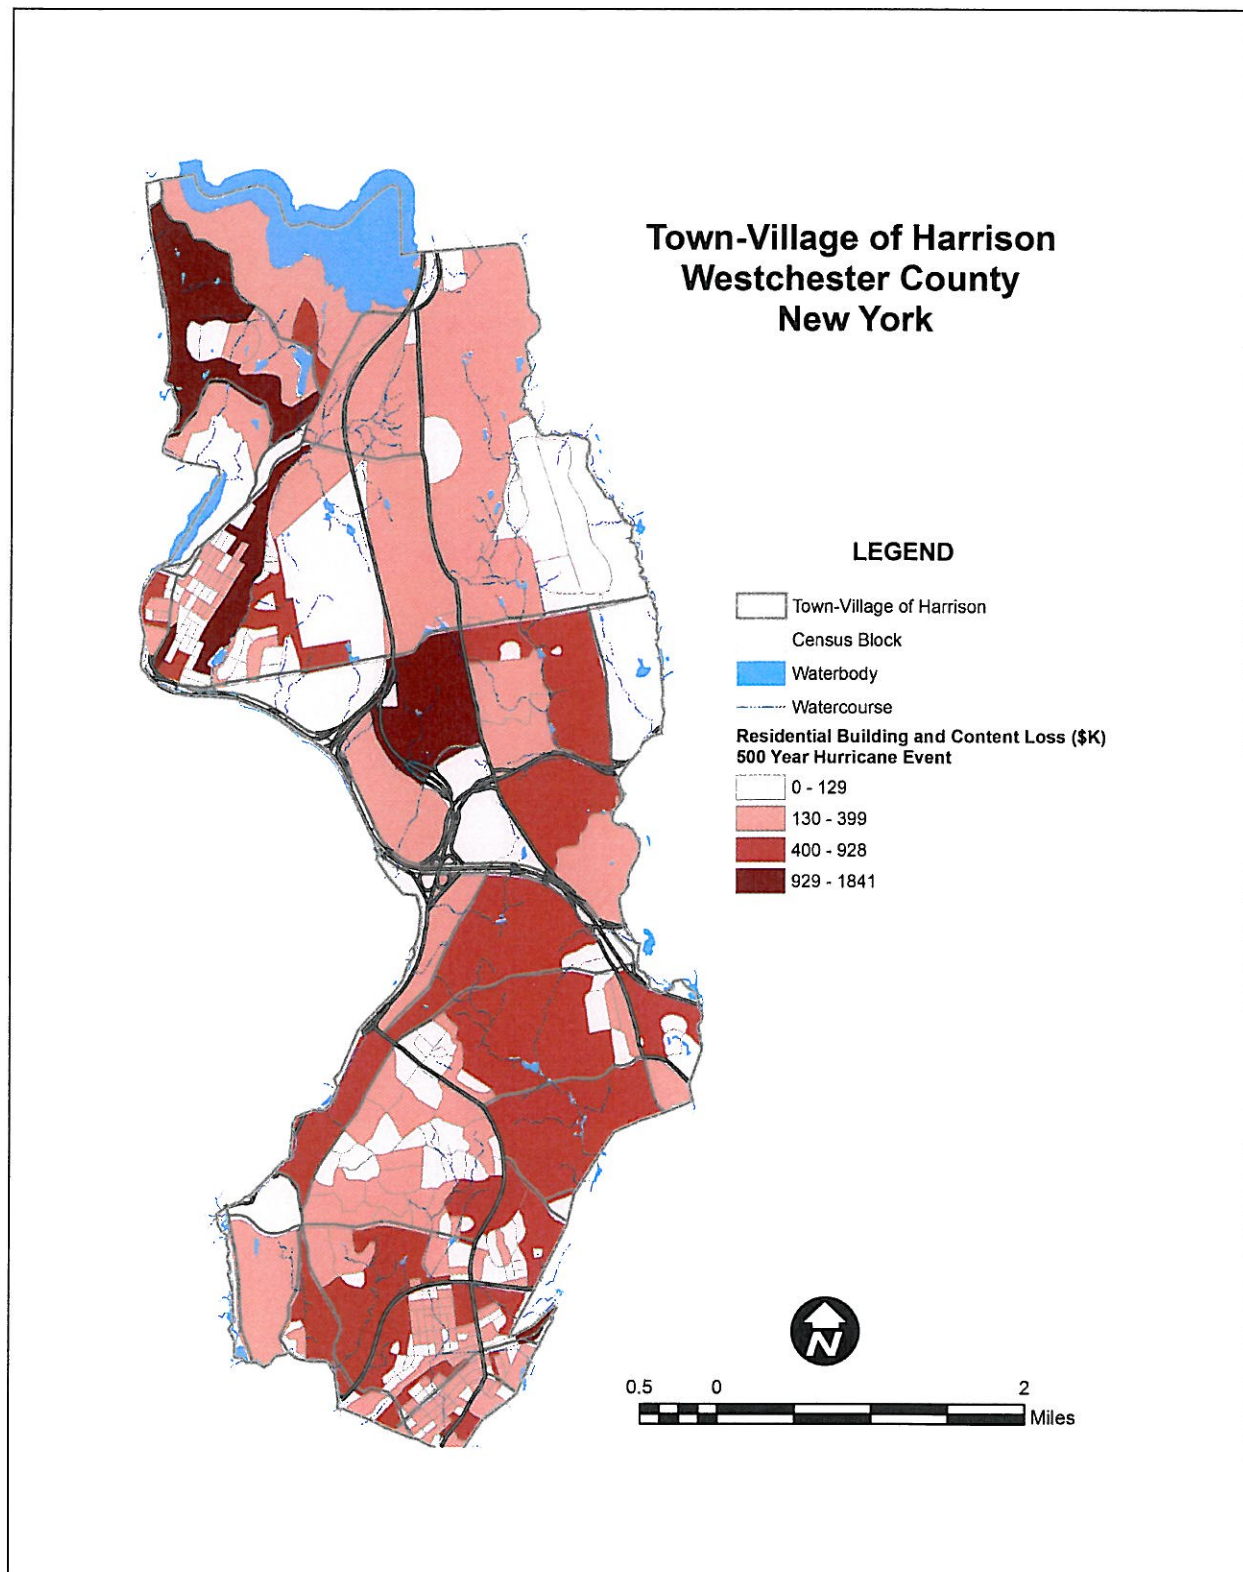 Town-Village of Harrison
Westchester County
New York
LEGEND
Town-Village of Harrison
Census Block
Waterbody
Watercourse
Residential Building and Content Loss ($K)
500 Year Hurricane Event
0 - 129
130 - 399
400 - 928
929 - 1841
N
0.5 0 2
Miles